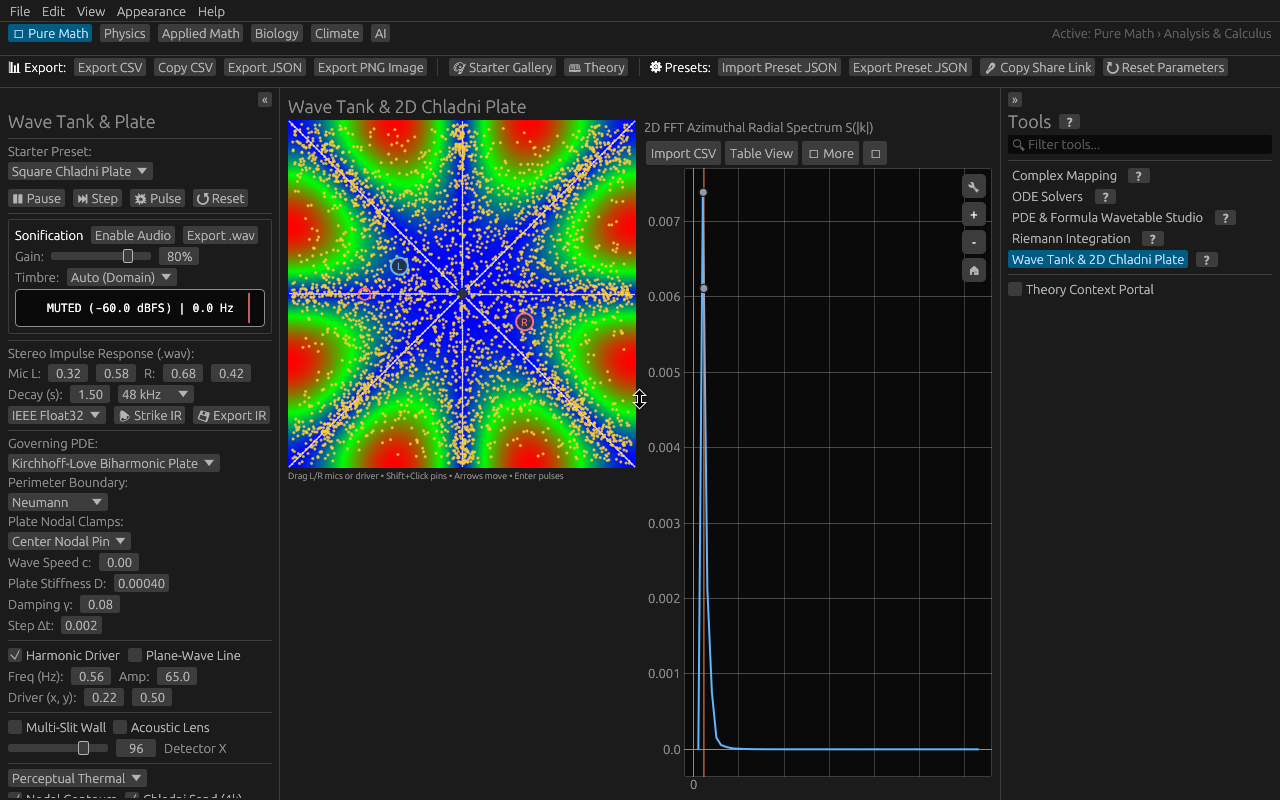 File Edit View Appearance Help
Pure Math Physics Applied Math Biology Climate AI Active: Pure Math › Analysis & Calculus
Export: Export CSV Copy CSV Export JSON Export PNG Image Starter Gallery Theory Presets: Import Preset JSON Export Preset JSON Copy Share Link Reset Parameters
«
Wave Tank & Plate
Starter Preset:
Square Chladni Plate
Pause Step Pulse Reset
Sonification Enable Audio Export .wav
Gain: 80%
Timbre: Auto (Domain)
MUTED (-60.0 dBFS) | 0.0 Hz
Stereo Impulse Response (.wav):
Mic L: 0.32 0.58 R: 0.68 0.42
Decay (s): 1.50 48 kHz
IEEE Float32 Strike IR Export IR
Governing PDE:
Kirchhoff-Love Biharmonic Plate
Perimeter Boundary:
Neumann
Plate Nodal Clamps:
Center Nodal Pin
Wave Speed c: 0.00
Plate Stiffness D: 0.00040
Damping γ: 0.08
Step Δt: 0.002
Harmonic Driver Plane-Wave Line
Freq (Hz): 0.56 Amp: 65.0
Driver (x, y): 0.22 0.50
Multi-Slit Wall Acoustic Lens
96 Detector X
Perceptual Thermal
Nodal Contours Chladni Sand (4k)
Wave Tank & 2D Chladni Plate
L
R
Drag L/R mics or driver • Shift+Click pins • Arrows move • Enter pulses
2D FFT Azimuthal Radial Spectrum S(|k|)
Import CSV Table View More
+
-
0.007
0.006
0.005
0.004
0.003
0.002
0.001
0.0
0
»
Tools ?
Filter tools...
Complex Mapping ?
ODE Solvers ?
PDE & Formula Wavetable Studio ?
Riemann Integration ?
Wave Tank & 2D Chladni Plate ?
Theory Context Portal